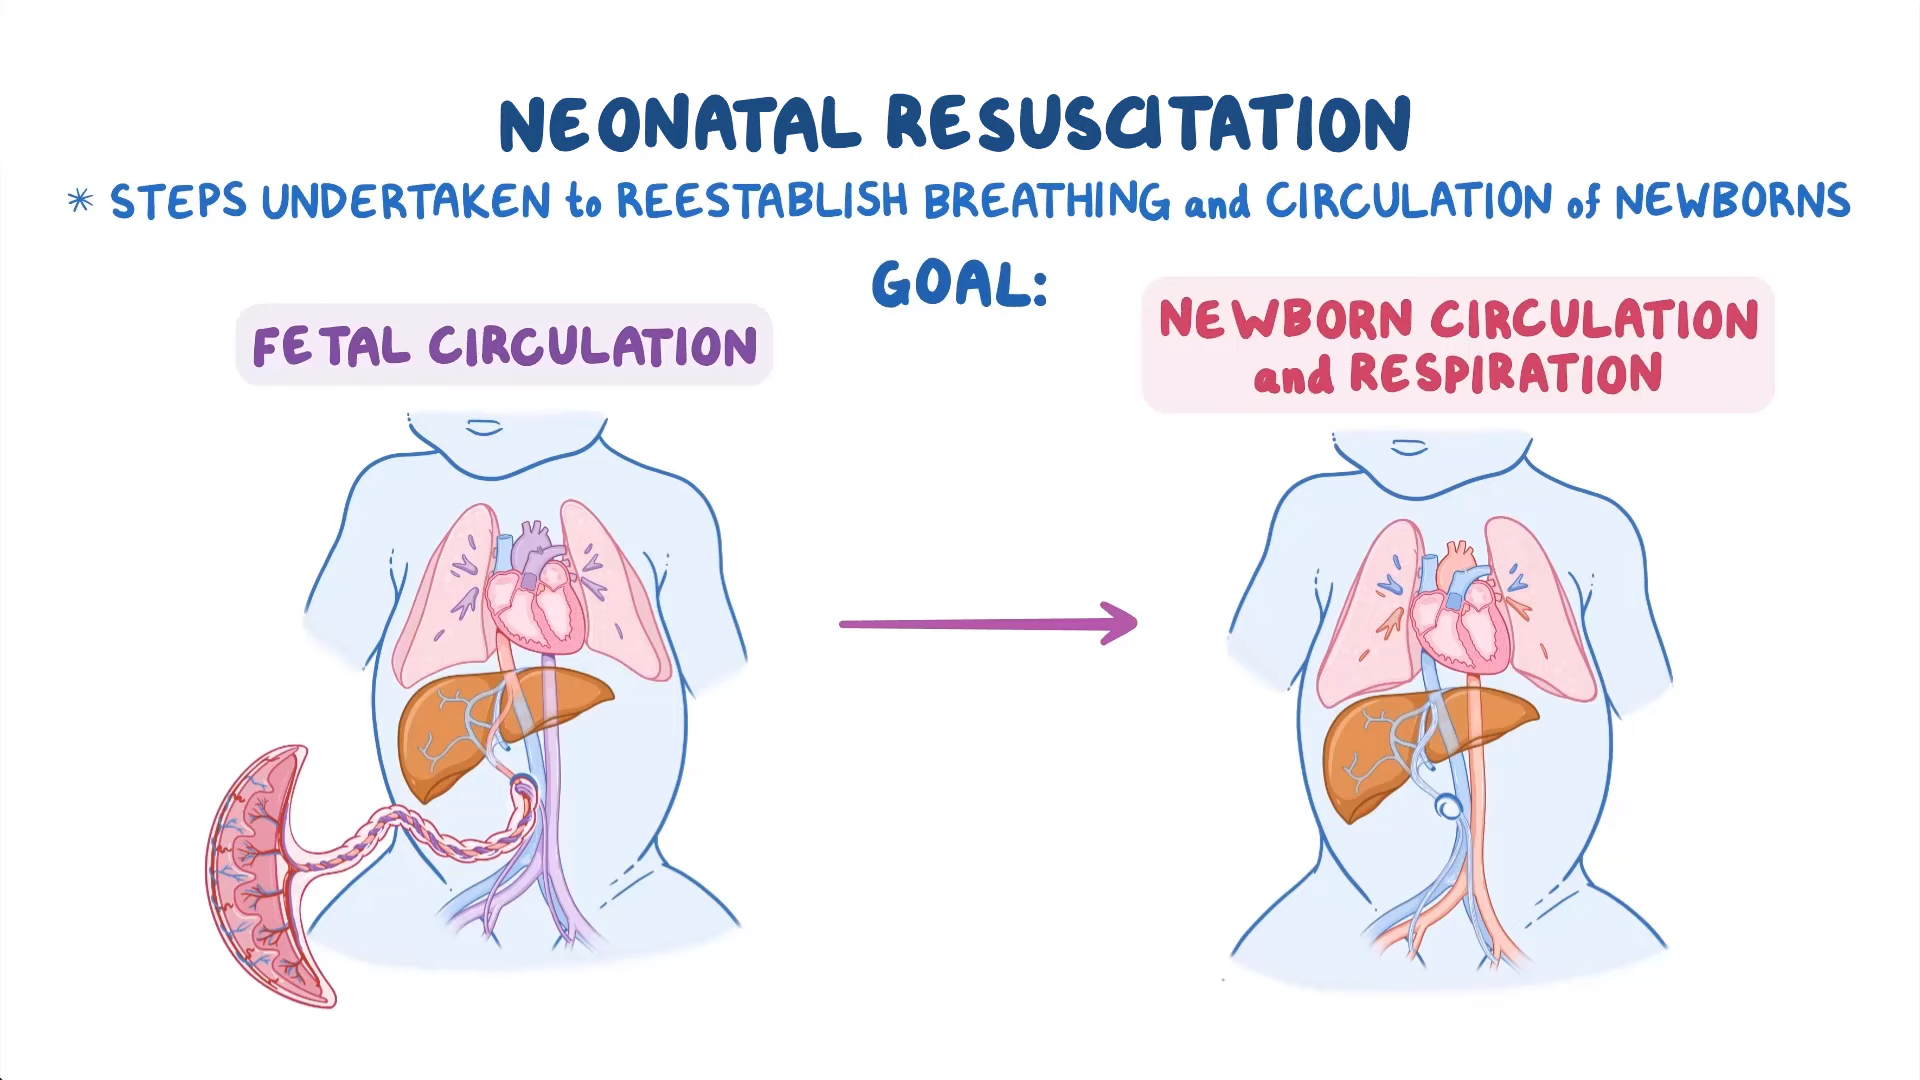 NEONATAL RESUSCITATION
* STEPS UNDERTAKEN to REESTABLISH BREATHING and CIRCULATION of NEWBORNS
GOAL:
FETAL CIRCULATION
NEWBORN CIRCULATION
and RESPIRATION